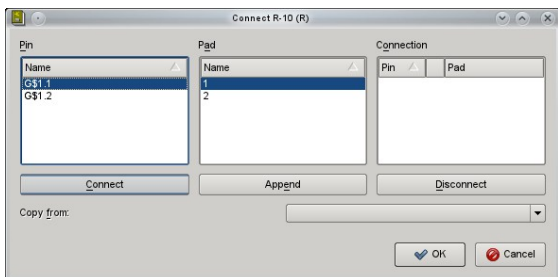 Connect R-10 (R)
Pin
Pad
Connection
Name
Name
Pin
Pad
G$1.1
1
G$1.2
2
Connect
Append
Disconnect
Copy from:
OK
Cancel